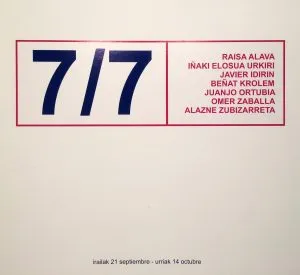 7/7
RAISA ALAVA
IÑAKI ELOSUA URKIRI
JAVIER IDIRIN
BEÑAT KROLEM
JUANJO ORTUBIA
OMER ZABALLA
ALAZNE ZUBIZARRETA
irailak 21 septiembre - urriak 14 octubre